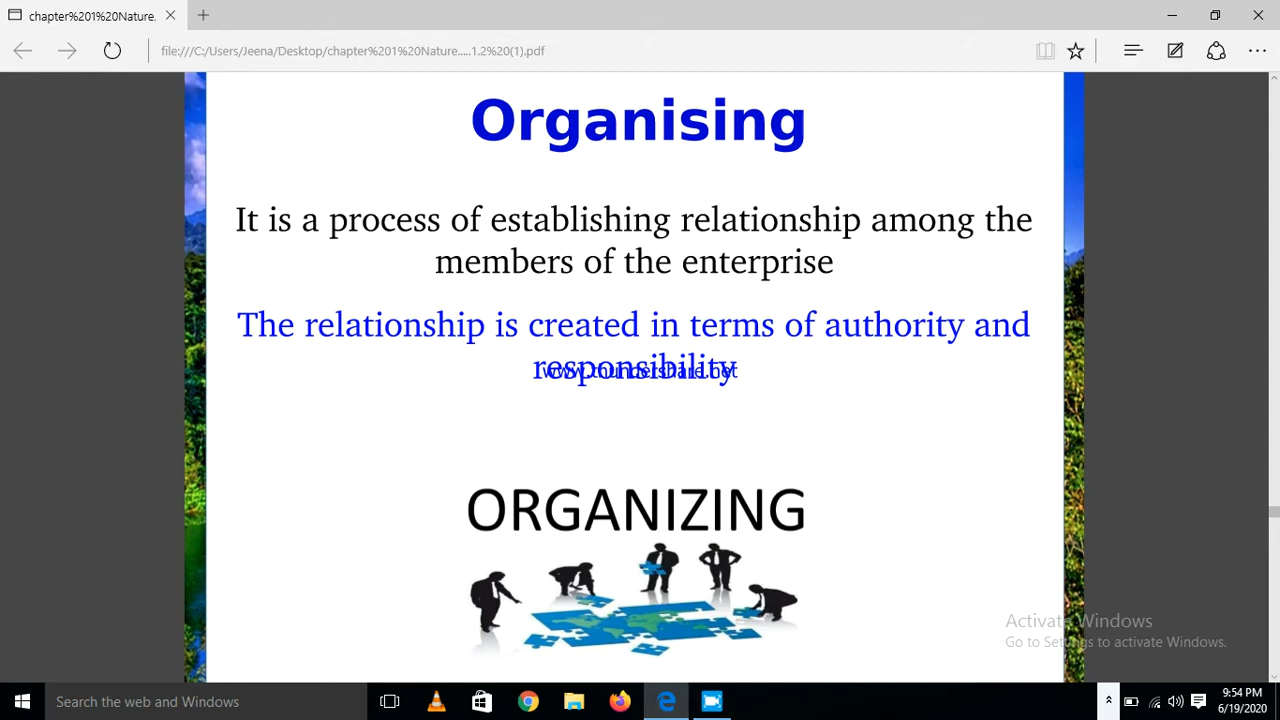 chapter%201%20Nature.
file:///C:/Users/Jeena/Desktop/chapter%201%20Nature.....1.2%20(1).pdf
Organising
It is a process of establishing relationship among the
members of the enterprise
The relationship is created in terms of authority and
responsibility
www.thundershare.net
ORGANIZING
Activate Windows
Go to Settings to activate Windows.
Search the web and Windows
9:54 PM
6/19/2020